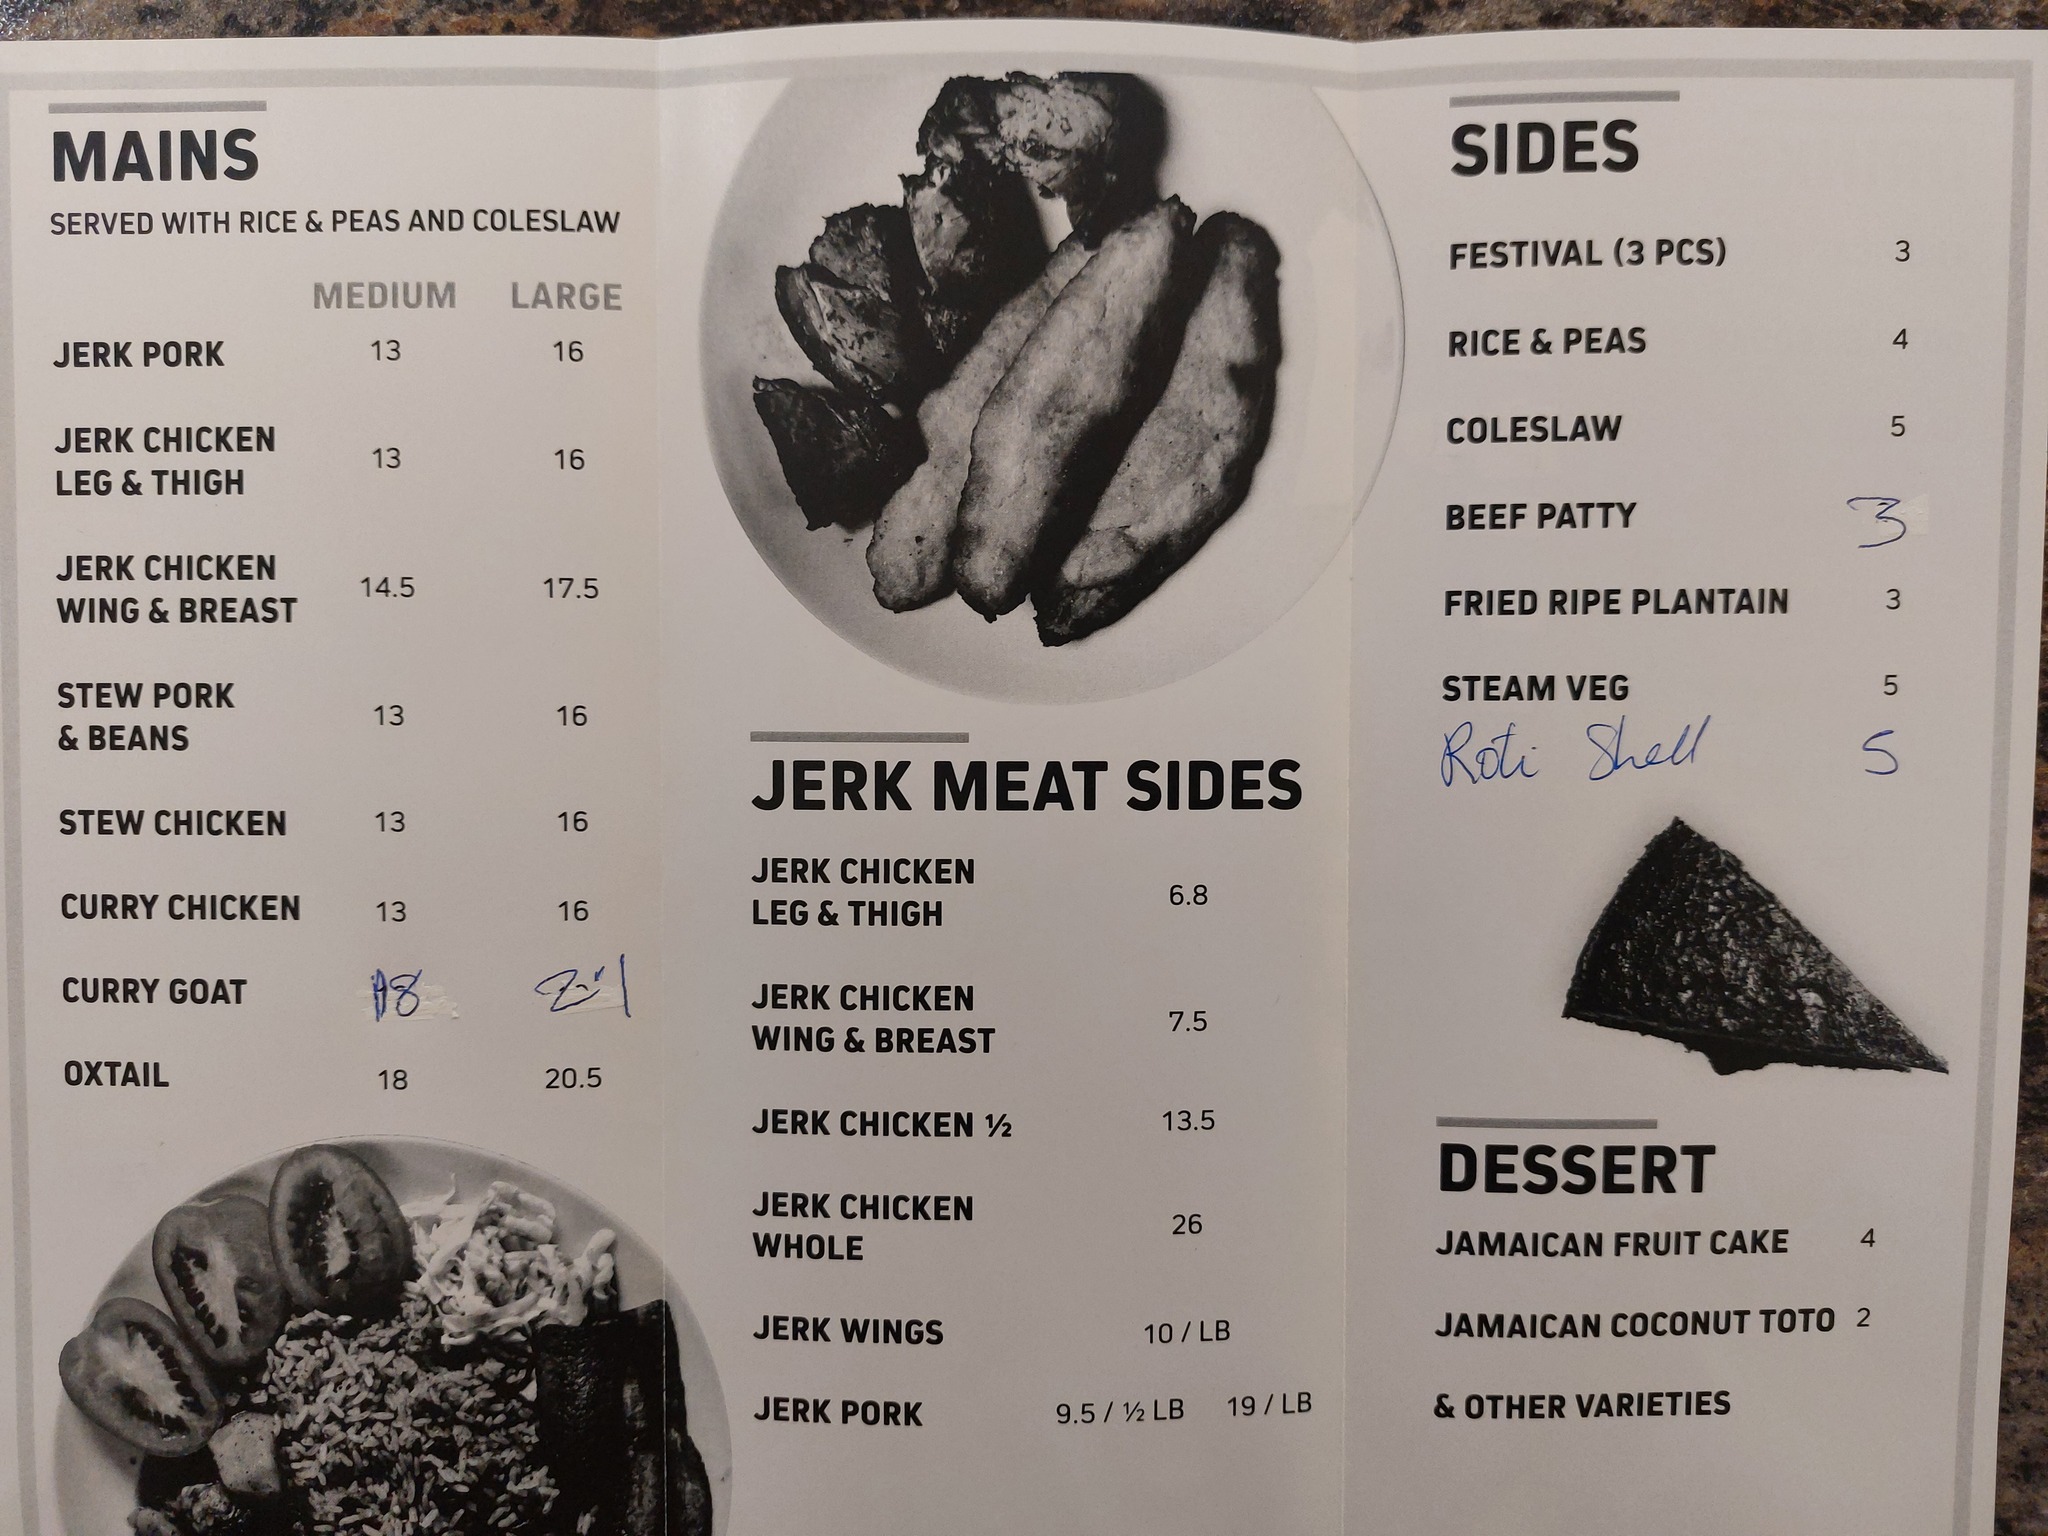 MAINS
SERVED WITH RICE & PEAS AND COLESLAW
MEDIUM LARGE
JERK PORK 13 16
JERK CHICKEN
LEG & THIGH 13 16
JERK CHICKEN
WING & BREAST 14.5 17.5
STEW PORK
& BEANS 13 16
STEW CHICKEN 13 16
CURRY CHICKEN 13 16
CURRY GOAT 18 21
OXTAIL 18 20.5
JERK MEAT SIDES
JERK CHICKEN
LEG & THIGH 6.8
JERK CHICKEN
WING & BREAST 7.5
JERK CHICKEN ½ 13.5
JERK CHICKEN
WHOLE 26
JERK WINGS 10 / LB
JERK PORK 9.5 / ½ LB 19 / LB
SIDES
FESTIVAL (3 PCS) 3
RICE & PEAS 4
COLESLAW 5
BEEF PATTY 3
FRIED RIPE PLANTAIN 3
STEAM VEG 5
Roti Shell 5
DESSERT
JAMAICAN FRUIT CAKE 4
JAMAICAN COCONUT TOTO 2
& OTHER VARIETIES